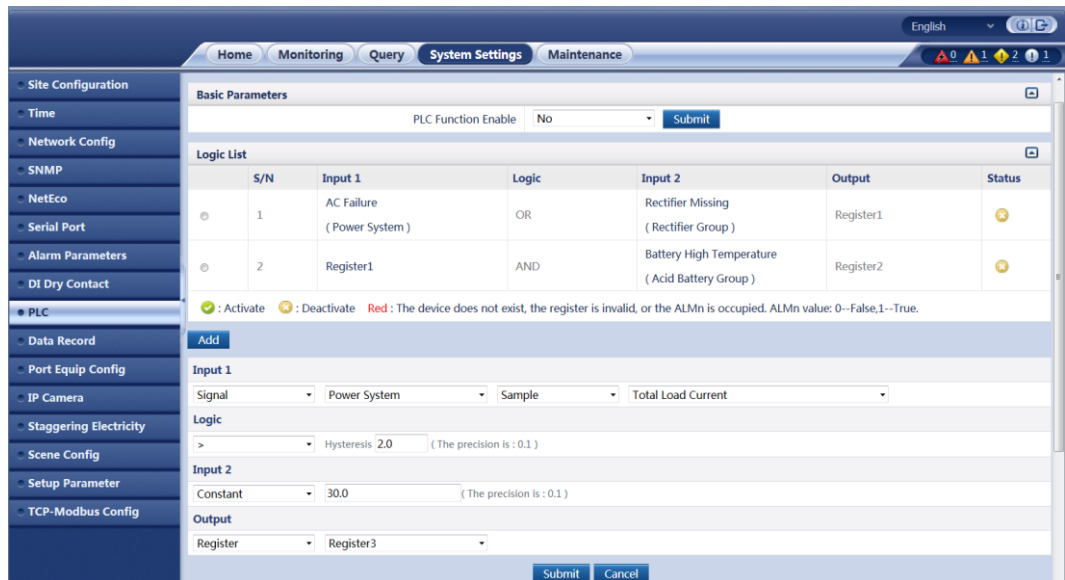 English
Home Monitoring Query System Settings Maintenance
0 1 2 1
Site Configuration
Time
Network Config
SNMP
NetEco
Serial Port
Alarm Parameters
DI Dry Contact
PLC
Data Record
Port Equip Config
IP Camera
Staggering Electricity
Scene Config
Setup Parameter
TCP-Modbus Config
Basic Parameters
PLC Function Enable No Submit
Logic List
S/N Input 1 Logic Input 2 Output Status
1 AC Failure ( Power System ) OR Rectifier Missing ( Rectifier Group ) Register1
2 Register1 AND Battery High Temperature ( Acid Battery Group ) Register2
: Activate : Deactivate Red : The device does not exist, the register is invalid, or the ALMn is occupied. ALMn value: 0--False,1--True.
Add
Input 1
Signal Power System Sample Total Load Current
Logic
> Hysteresis 2.0 ( The precision is : 0.1 )
Input 2
Constant 30.0 ( The precision is : 0.1 )
Output
Register Register3
Submit Cancel